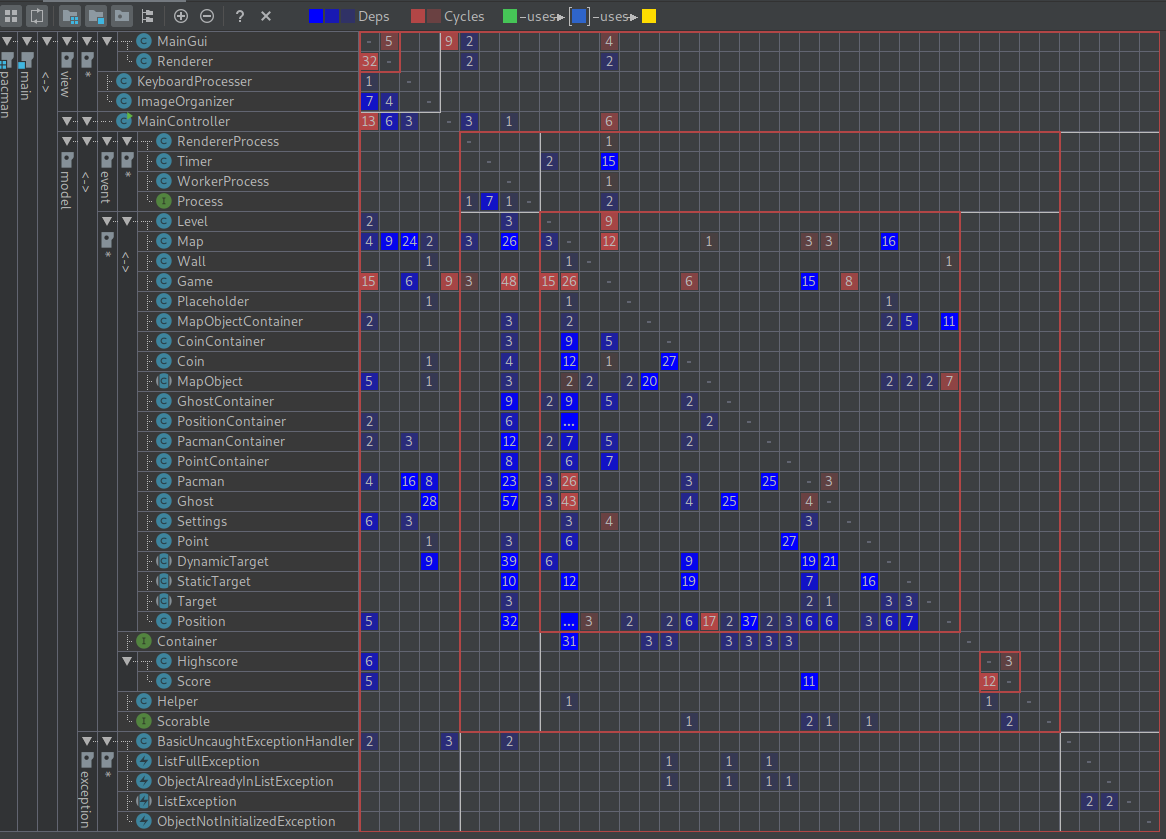 ? Deps Cycles –uses→ –uses→
pacman
main
<->
view
*
MainGui - 5 9 2 4
Renderer 32 - 2 2
KeyboardProcesser 1 -
ImageOrganizer 7 4 -
MainController 13 6 3 - 3 1 6
model
<->
event
*
RendererProcess - 1
Timer - 2 15
WorkerProcess - 1
Process 1 7 1 - 2
*
<->
Level 2 3 - 9
Map 4 9 24 2 3 26 3 - 12 1 3 3 16
Wall 1 1 - 1
Game 15 6 9 3 48 15 26 - 6 15 8
Placeholder 1 1 - 1
MapObjectContainer 2 3 2 - 2 5 11
CoinContainer 3 9 5 -
Coin 1 4 12 1 27 -
MapObject 5 1 3 2 2 2 20 - 2 2 2 7
GhostContainer 9 2 9 5 2 -
PositionContainer 2 6 ... 2 -
PacmanContainer 2 3 12 2 7 5 2 -
PointContainer 8 6 7 -
Pacman 4 16 8 23 3 26 3 25 - 3
Ghost 28 57 3 43 4 25 4 -
Settings 6 3 3 4 3 -
Point 1 3 6 27 -
DynamicTarget 9 39 6 9 19 21 -
StaticTarget 10 12 19 7 16 -
Target 3 2 1 3 3 -
Position 5 32 ... 3 2 2 6 17 2 37 2 3 6 6 3 6 7 -
Container 31 3 3 3 3 3 3 -
Highscore 6 - 3
Score 5 11 12 -
Helper 1 1 -
Scorable 1 2 1 1 2 -
exception
*
BasicUncaughtExceptionHandler 2 3 2 -
ListFullException 1 1 1 -
ObjectAlreadyInListException 1 1 1 1 -
ListException 2 2 -
ObjectNotInitializedException -